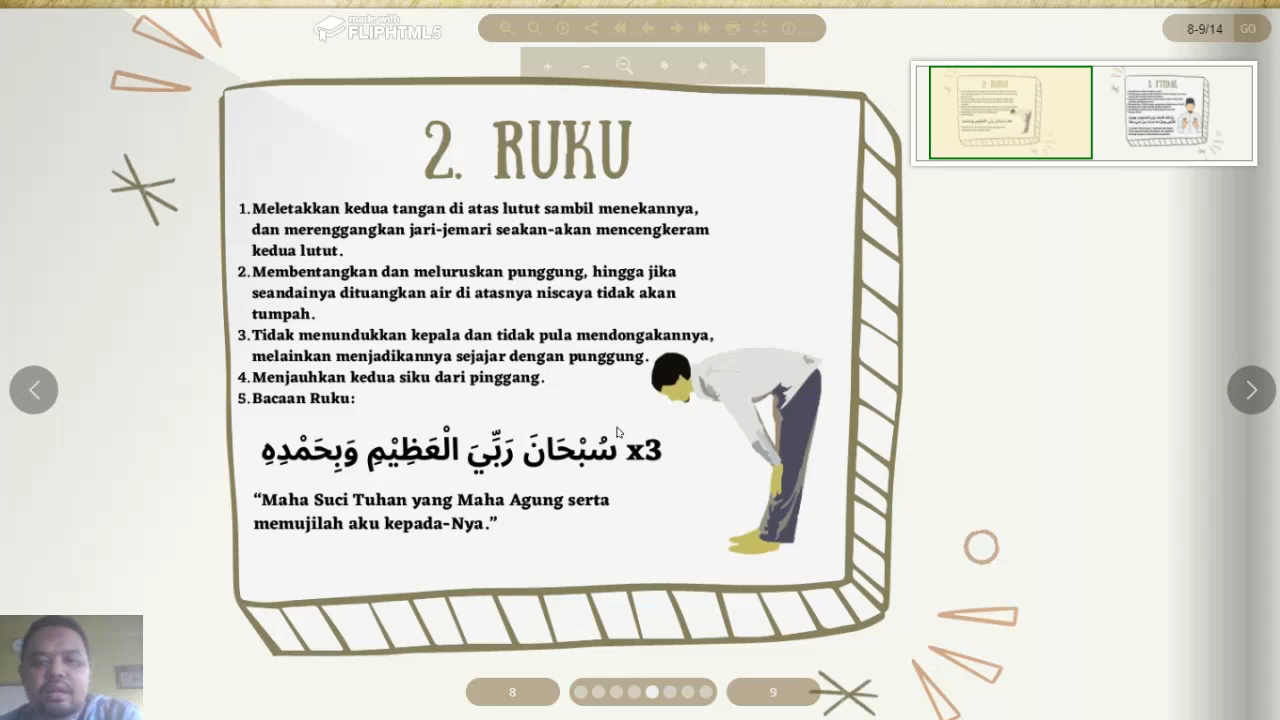 made with
FLIPHTML5
8-9/14
GO
2. RUKU
3. I'TIDAL
2. RUKU
1. Meletakkan kedua tangan di atas lutut sambil menekannya,
dan merenggangkan jari-jemari seakan-akan mencengkeram
kedua lutut.
2. Membentangkan dan meluruskan punggung, hingga jika
seandainya dituangkan air di atasnya niscaya tidak akan
tumpah.
3. Tidak menundukkan kepala dan tidak pula mendongakannya,
melainkan menjadikannya sejajar dengan punggung.
4. Menjauhkan kedua siku dari pinggang.
5. Bacaan Ruku:
سُبْحَانَ رَبِّيَ الْعَظِيْمِ وَبِحَمْدِهِ x3
“Maha Suci Tuhan yang Maha Agung serta
memujilah aku kepada-Nya.”
8
9